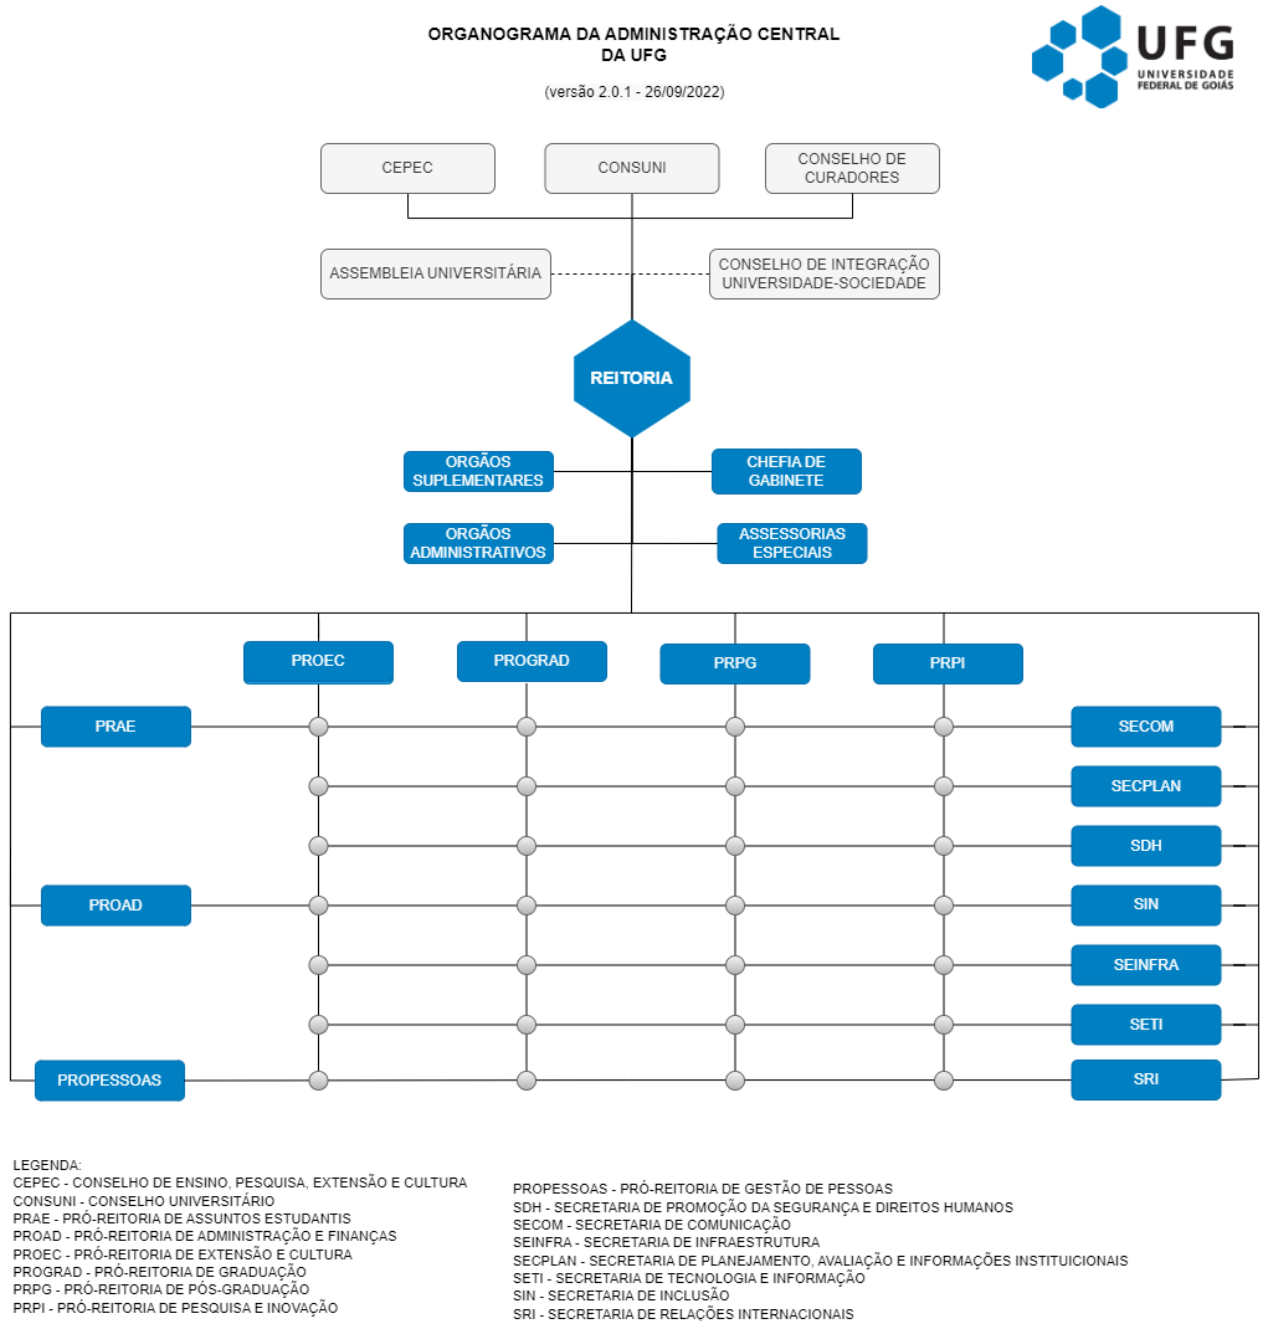 ORGANOGRAMA DA ADMINISTRAÇÃO CENTRAL
DA UFG
(versão 2.0.1 - 26/09/2022)
UFG
UNIVERSIDADE
FEDERAL DE GOIÁS
CEPEC
CONSUNI
CONSELHO DE
CURADORES
ASSEMBLEIA UNIVERSITÁRIA
CONSELHO DE INTEGRAÇÃO
UNIVERSIDADE-SOCIEDADE
REITORIA
ORGÃOS
SUPLEMENTARES
CHEFIA DE
GABINETE
ORGÃOS
ADMINISTRATIVOS
ASSESSORIAS
ESPECIAIS
PROEC
PROGRAD
PRPG
PRPI
PRAE
SECOM
SECPLAN
SDH
PROAD
SIN
SEINFRA
SETI
PROPESSOAS
SRI
LEGENDA:
CEPEC - CONSELHO DE ENSINO, PESQUISA, EXTENSÃO E CULTURA
CONSUNI - CONSELHO UNIVERSITÁRIO
PRAE - PRÓ-REITORIA DE ASSUNTOS ESTUDANTIS
PROAD - PRÓ-REITORIA DE ADMINISTRAÇÃO E FINANÇAS
PROEC - PRÓ-REITORIA DE EXTENSÃO E CULTURA
PROGRAD - PRÓ-REITORIA DE GRADUAÇÃO
PRPG - PRÓ-REITORIA DE PÓS-GRADUAÇÃO
PRPI - PRÓ-REITORIA DE PESQUISA E INOVAÇÃO
PROPESSOAS - PRÓ-REITORIA DE GESTÃO DE PESSOAS
SDH - SECRETARIA DE PROMOÇÃO DA SEGURANÇA E DIREITOS HUMANOS
SECOM - SECRETARIA DE COMUNICAÇÃO
SEINFRA - SECRETARIA DE INFRAESTRUTURA
SECPLAN - SECRETARIA DE PLANEJAMENTO, AVALIAÇÃO E INFORMAÇÕES INSTITUICIONAIS
SETI - SECRETARIA DE TECNOLOGIA E INFORMAÇÃO
SIN - SECRETARIA DE INCLUSÃO
SRI - SECRETARIA DE RELAÇÕES INTERNACIONAIS